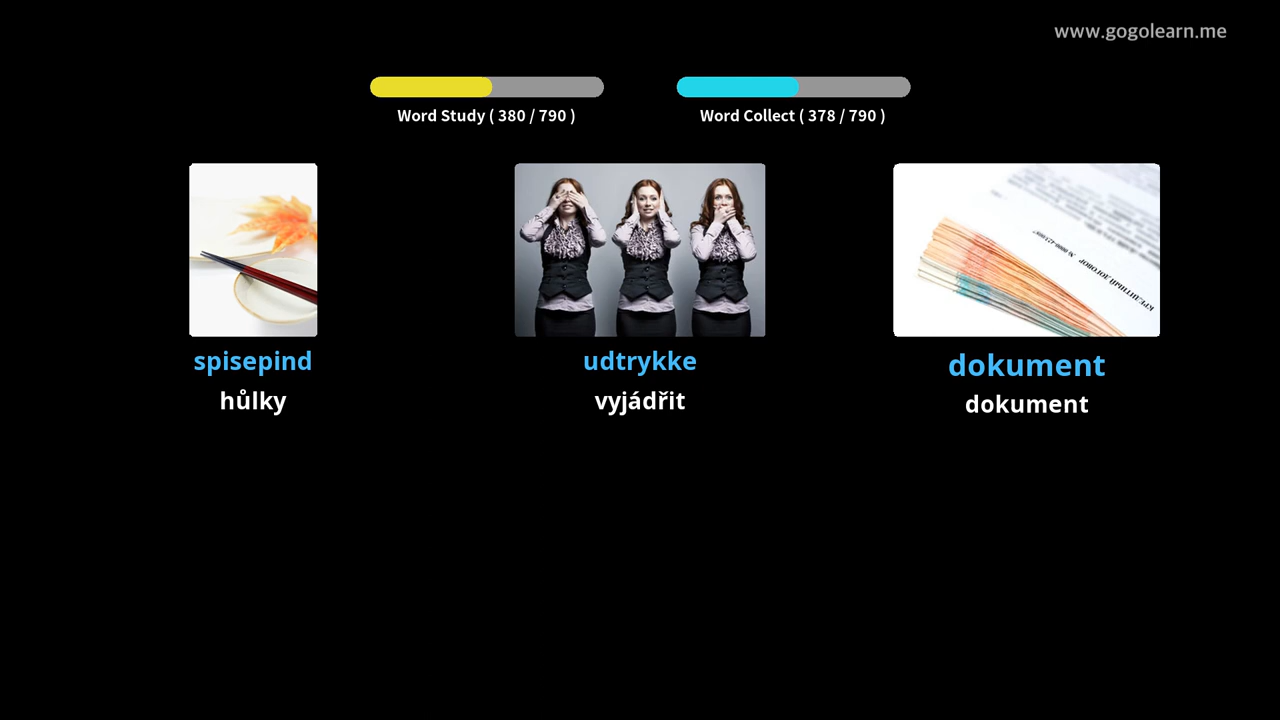 www.gogolearn.me
Word Study ( 380 / 790 )
Word Collect ( 378 / 790 )
spisepind
hůlky
udtrykke
vyjádřit
dokument
dokument